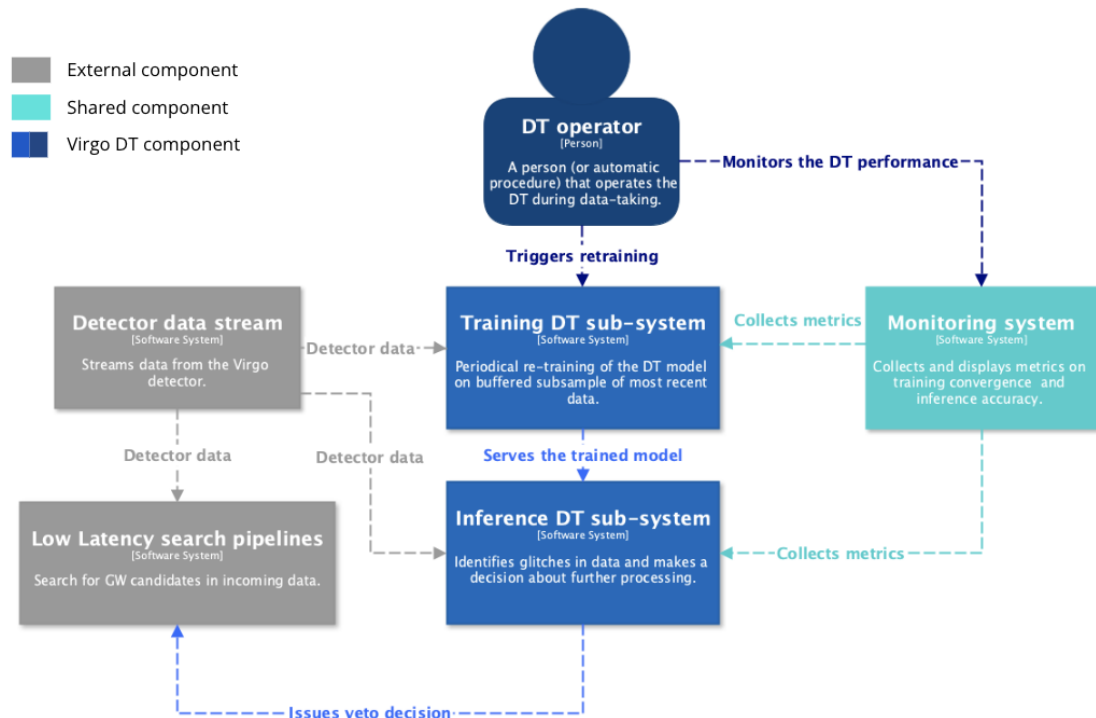 External component
Shared component
Virgo DT component
DT operator
[Person]
A person (or automatic
procedure) that operates the
DT during data-taking.
Monitors the DT performance
Triggers retraining
Detector data stream
[Software System]
Streams data from the Virgo
detector.
Detector data
Training DT sub-system
[Software System]
Periodical re-training of the DT model
on buffered subsample of most recent
data.
Collects metrics
Monitoring system
[Software System]
Collects and displays metrics on
training convergence and
inference accuracy.
Detector data
Detector data
Serves the trained model
Low Latency search pipelines
[Software System]
Search for GW candidates in incoming data.
Inference DT sub-system
[Software System]
Identifies glitches in data and makes a
decision about further processing.
Collects metrics
Issues veto decision